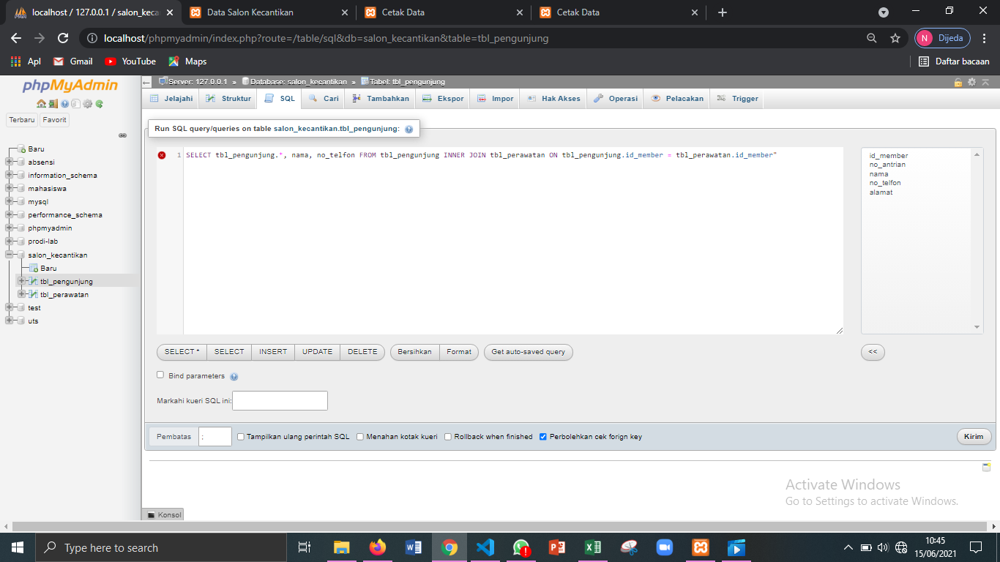 localhost / 127.0.0.1 / salon_kecan
Data Salon Kecantikan
Cetak Data
Cetak Data
localhost/phpmyadmin/index.php?route=/table/sql&db=salon_kecantikan&table=tbl_pengunjung
N Dijeda
Apl Gmail YouTube Maps
Daftar bacaan
phpMyAdmin
Terbaru Favorit
Baru
absensi
information_schema
mahasiswa
mysql
performance_schema
phpmyadmin
prodi-lab
salon_kecantikan
Baru
tbl_pengunjung
tbl_perawatan
test
uts
Server: 127.0.0.1 » Database: salon_kecantikan » Tabel: tbl_pengunjung
Jelajahi Struktur SQL Cari Tambahkan Ekspor Impor Hak Akses Operasi Pelacakan Trigger
Run SQL query/queries on table salon_kecantikan.tbl_pengunjung:
1 SELECT tbl_pengunjung.*, nama, no_telfon FROM tbl_pengunjung INNER JOIN tbl_perawatan ON tbl_pengunjung.id_member = tbl_perawatan.id_member"
id_member
no_antrian
nama
no_telfon
alamat
SELECT * SELECT INSERT UPDATE DELETE Bersihkan Format Get auto-saved query
<<
Bind parameters
Markahi kueri SQL ini:
Pembatas ; Tampilkan ulang perintah SQL Menahan kotak kueri Rollback when finished Perbolehkan cek forign key
Kirim
Activate Windows
Go to Settings to activate Windows.
Konsol
Type here to search
10:45
15/06/2021